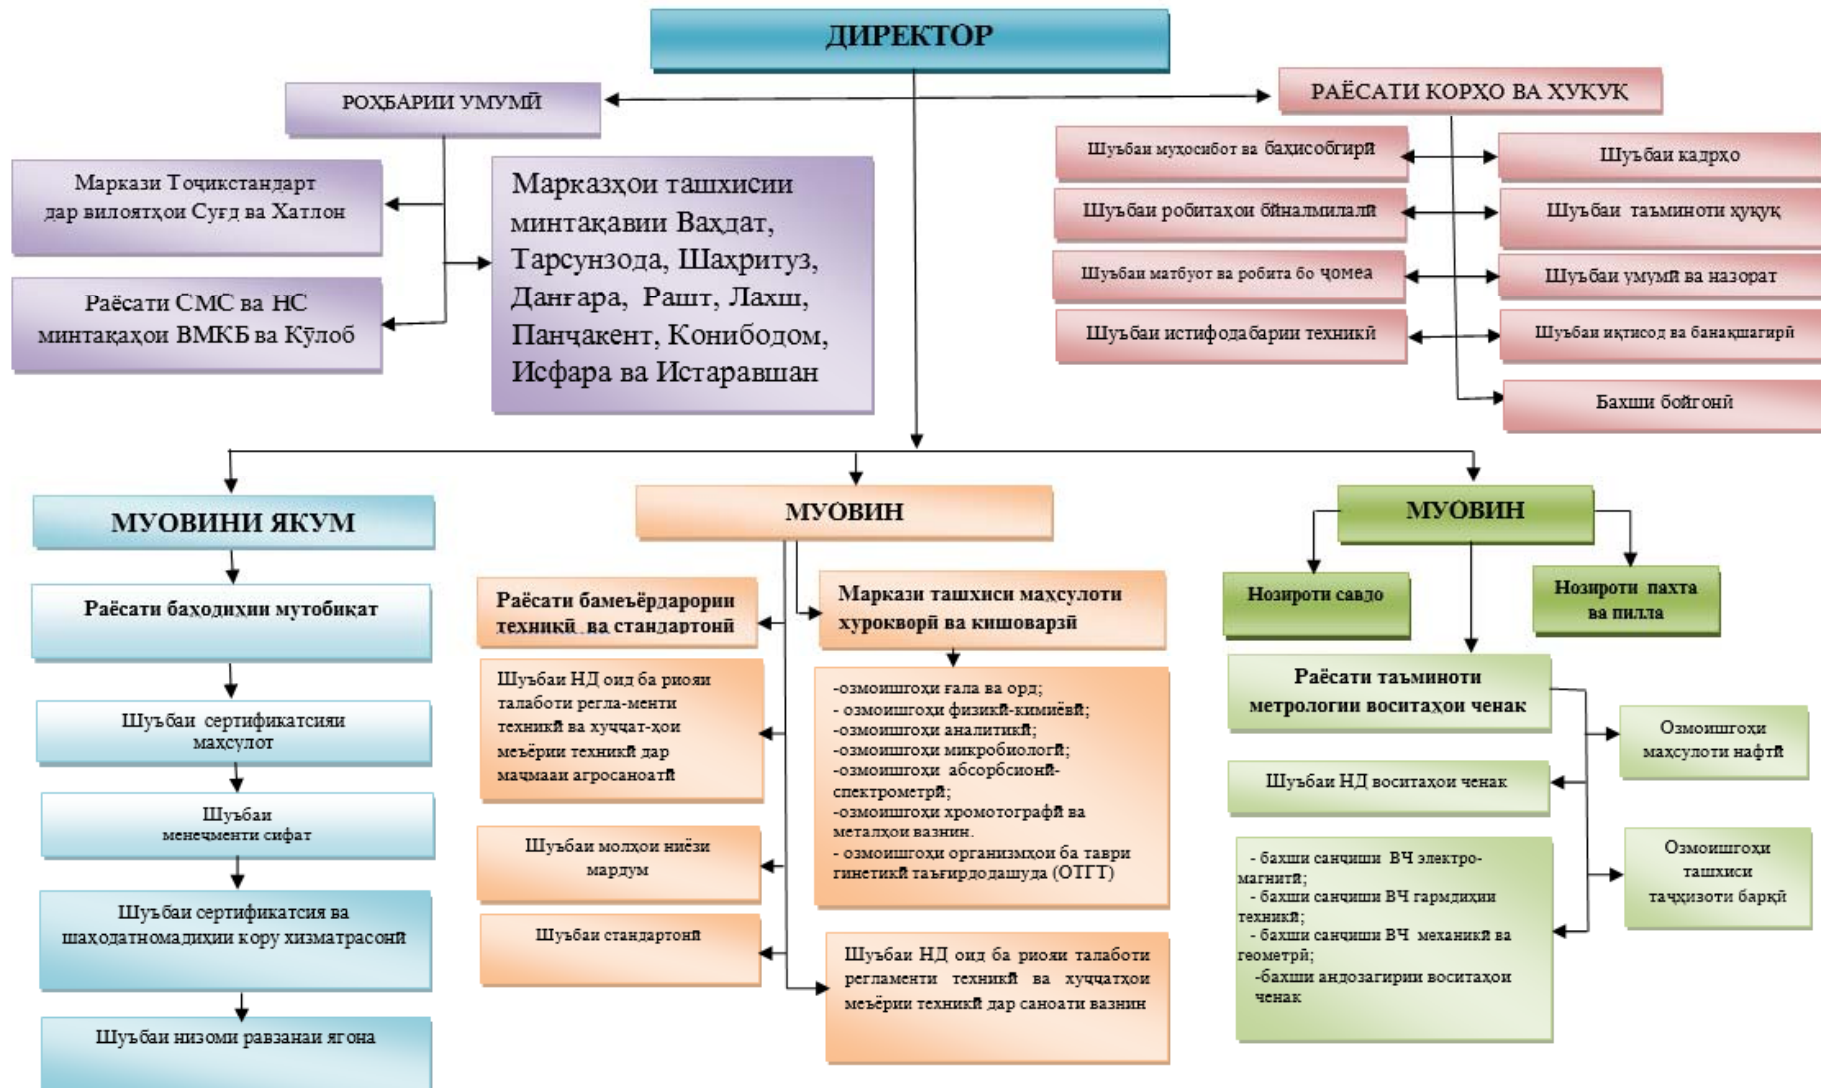 ДИРЕКТОР
РОҲБАРИИ УМУМӢ
РАЁСАТИ КОРҲО ВА ҲУҚУҚ
Маркази Тоҷикстандарт
дар вилоятҳои Суғд ва Хатлон
Раёсати СМС ва НС
минтақаҳои ВМКБ ва Кӯлоб
Марказҳои ташхисии
минтақавии Ваҳдат,
Тарсунзода, Шаҳритуз,
Данғара, Рашт, Лахш,
Панҷакент, Конибодом,
Исфара ва Истаравшан
Шуъбаи муҳосибот ва баҳисобгирӣ
Шуъбаи кадрҳо
Шуъбаи робитаҳои бйналмилалӣ
Шуъбаи таъминоти ҳуқуқ
Шуъбаи матбуот ва робита бо ҷомеа
Шуъбаи умумӣ ва назорат
Шуъбаи истифодабарии техникӣ
Шуъбаи иқтисод ва банақшагирӣ
Бахши бойгонӣ
МУОВИНИ ЯКУМ
Раёсати баҳодиҳии мутобиқат
Шуъбаи сертификатсияи
маҳсулот
Шуъбаи
менеҷменти сифат
Шуъбаи сертификатсия ва
шаҳодатномадиҳии кору хизматрасонӣ
Шуъбаи низоми равзанаи ягона
МУОВИН
Раёсати бамеъёрдарории
техникӣ ва стандартонӣ
Шуъбаи НД оид ба риояи
талаботи регла-менти
техникӣ ва ҳуҷҷат-ҳои
меъёрии техникӣ дар
маҷмааи агросаноатӣ
Шуъбаи молҳои ниёзи
мардум
Шуъбаи стандартонӣ
Маркази ташхиси маҳсулоти
хурокворӣ ва кишоварзӣ
-озмоишгоҳи ғала ва орд;
- озмоишгоҳи физикӣ-кимиёвӣ;
-озмоишгоҳи аналитикӣ;
-озмоишгоҳи микробиологӣ;
-озмоишгоҳи абсорбсионӣ-
спектрометрӣ;
-озмоишгоҳи хромотографӣ ва
металҳои вазнин.
- озмоишгоҳи организмҳои ба таври
гинетикӣ таъғирдодашуда (ОТГТ)
Шуъбаи НД оид ба риояи талаботи
регламенти техникӣ ва ҳуҷҷатҳои
меъёрии техникӣ дар саноати вазнин
МУОВИН
Нозироти савдо
Нозироти пахта
ва пилла
Раёсати таъминоти
метрологии воситаҳои ченак
Озмоишгоҳи
маҳсулоти нафтӣ
Шуъбаи НД воситаҳои ченак
Озмоишгоҳи
ташхиси
таҷҳизоти барқӣ
- бахши санҷиши ВЧ электро-
магнитӣ;
- бахши санҷиши ВЧ гармдиҳии
техникӣ;
- бахши санҷиши ВЧ механикӣ ва
геометрӣ;
-бахши андозагирии воситаҳои
ченак